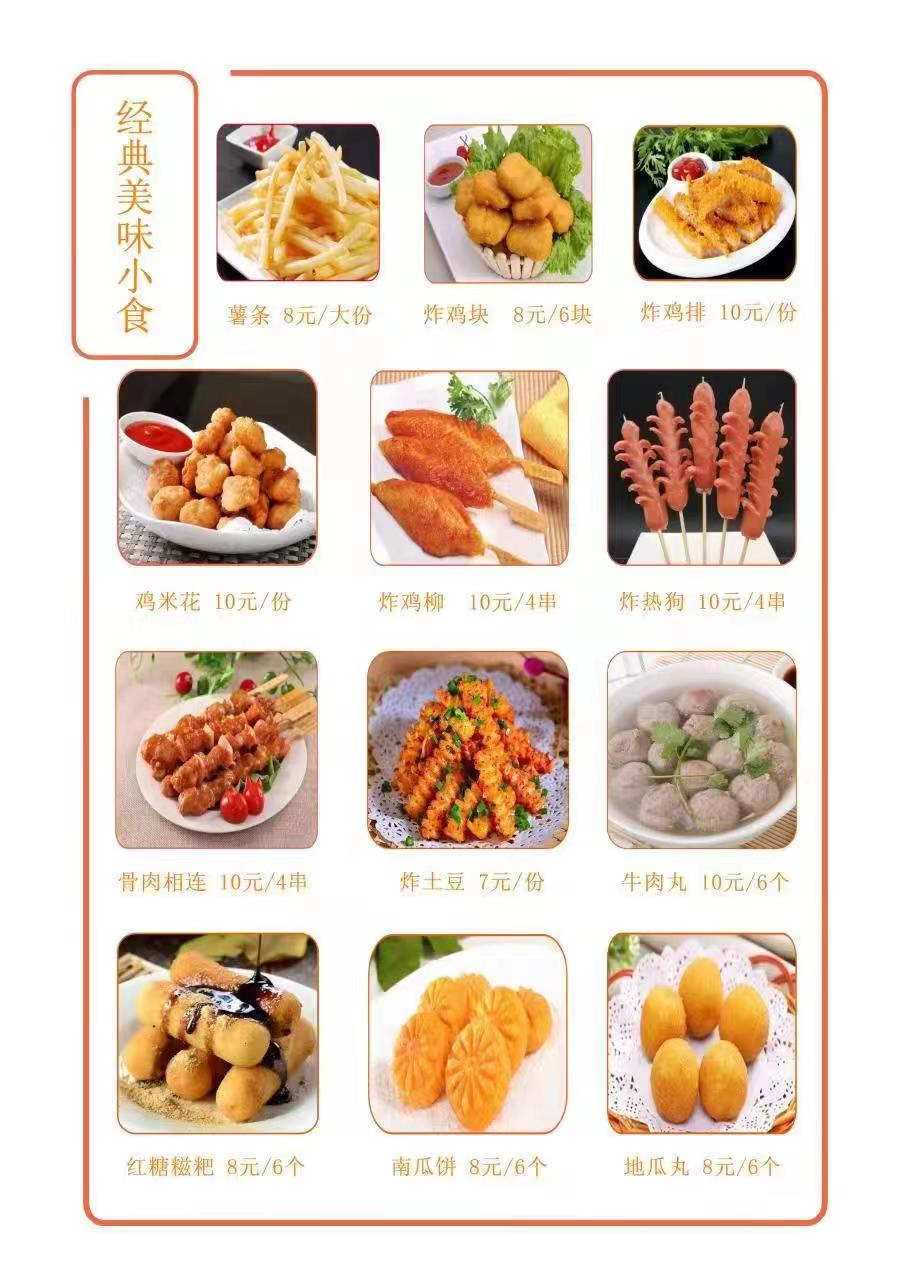 经典美味小食
薯条 8元/大份
炸鸡块 8元/6块
炸鸡排 10元/份
鸡米花 10元/份
炸鸡柳 10元/4串
炸热狗 10元/4串
骨肉相连 10元/4串
炸土豆 7元/份
牛肉丸 10元/6个
红糖糍粑 8元/6个
南瓜饼 8元/6个
地瓜丸 8元/6个